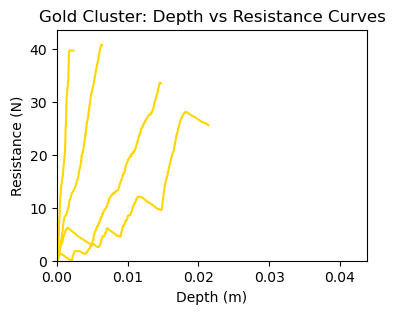 Gold Cluster: Depth vs Resistance Curves
Resistance (N)
40
30
20
10
0
0.00 0.01 0.02 0.03 0.04
Depth (m)